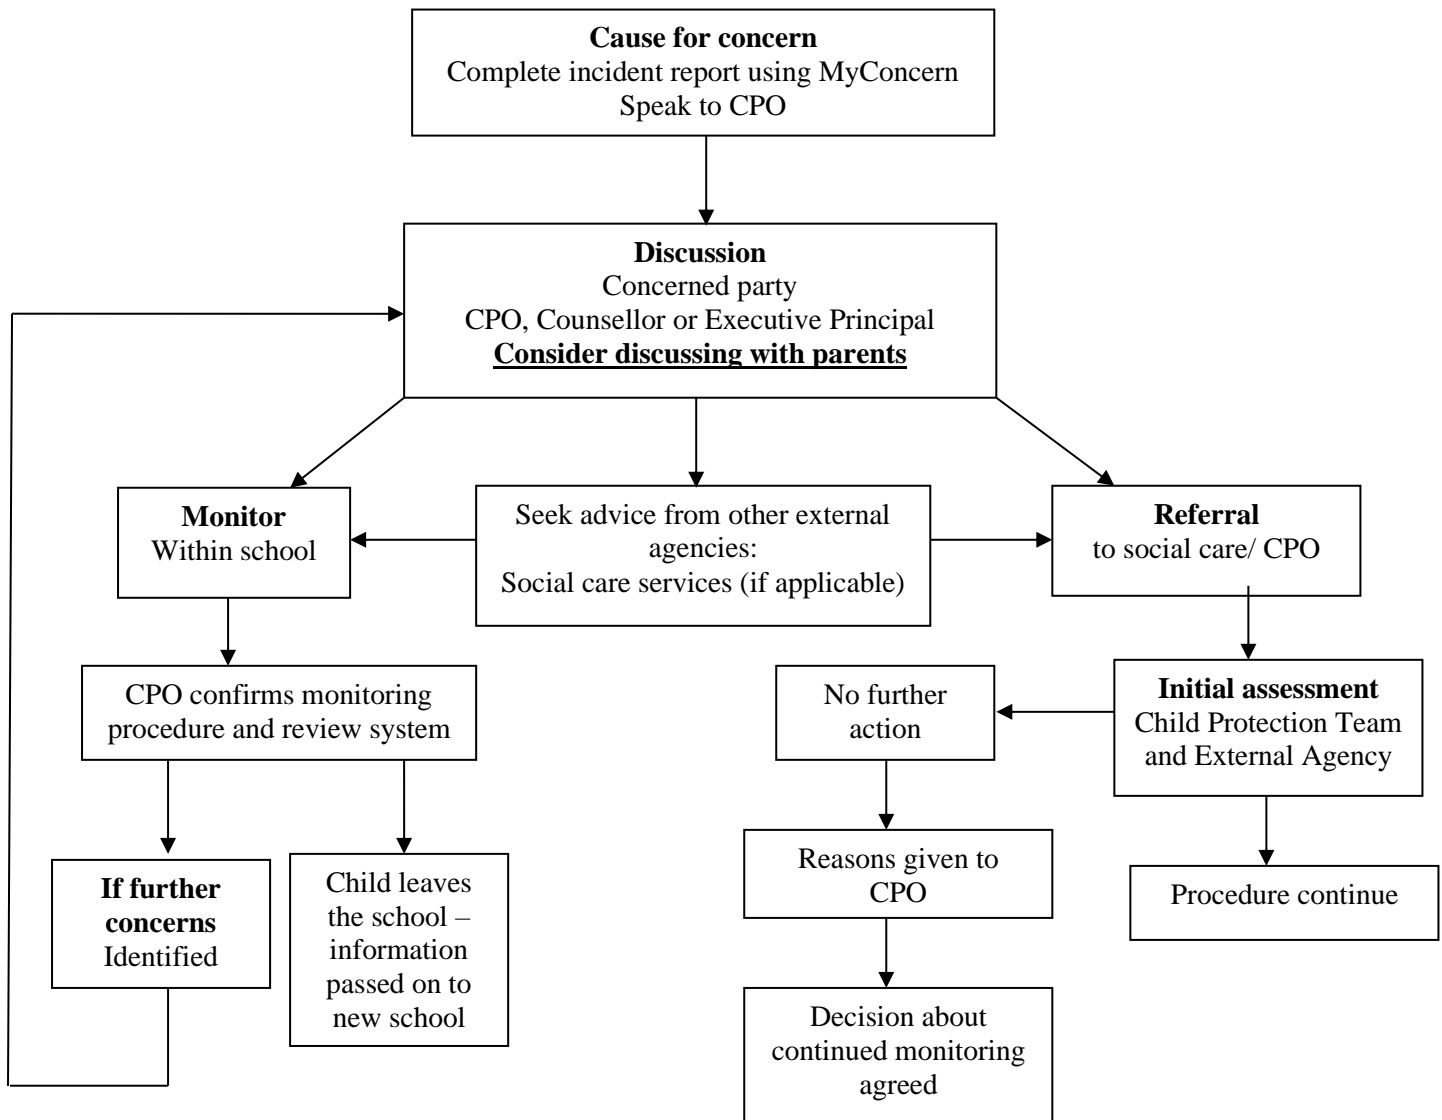 Cause for concern
Complete incident report using MyConcern
Speak to CPO
Discussion
Concerned party
CPO, Counsellor or Executive Principal
Consider discussing with parents
Monitor
Within school
Seek advice from other external
agencies:
Social care services (if applicable)
Referral
to social care/ CPO
CPO confirms monitoring
procedure and review system
No further
action
Initial assessment
Child Protection Team
and External Agency
If further
concerns
Identified
Child leaves
the school –
information
passed on to
new school
Reasons given to
CPO
Procedure continue
Decision about
continued monitoring
agreed